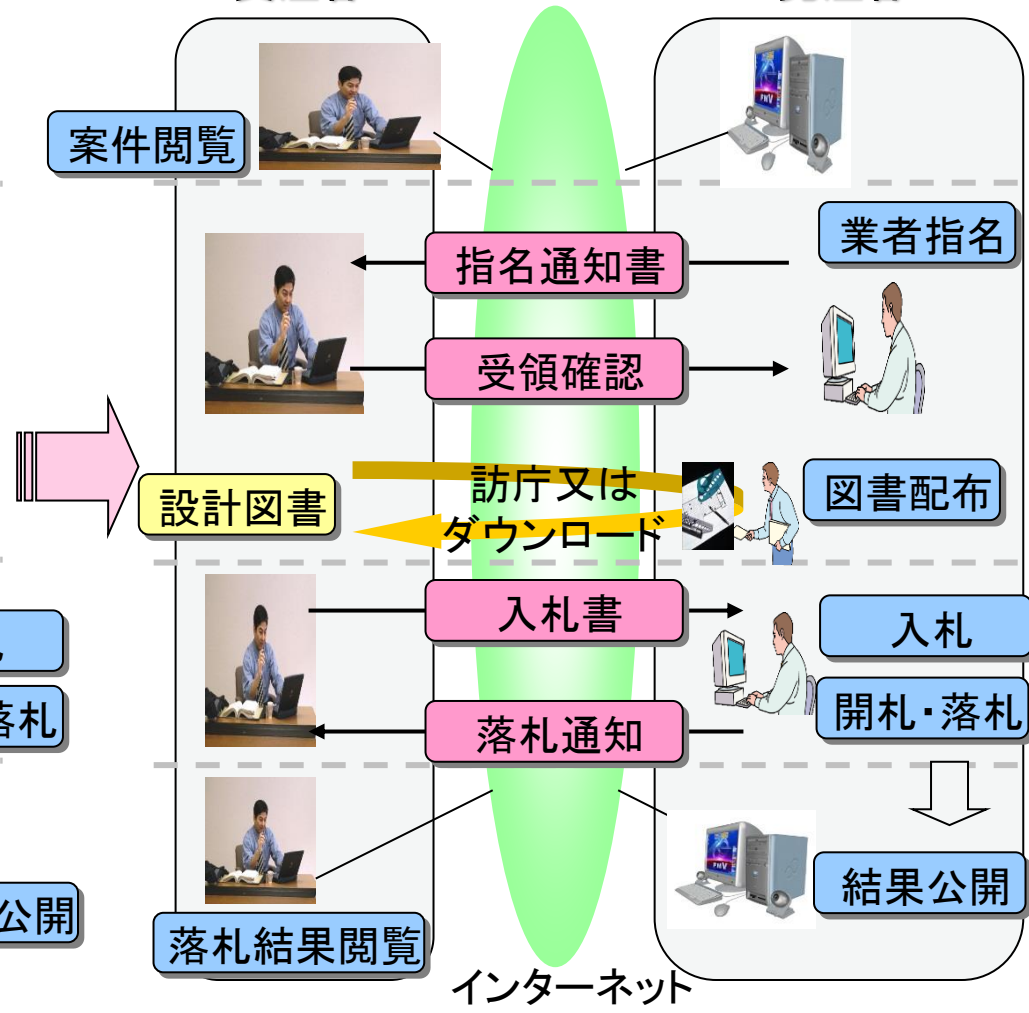 案件閲覧
業者指名
指名通知書
受領確認
訪庁又は
ダウンロード
設計図書
図書配布
入札書
入札
落札
開札・落札
落札通知
公開
結果公開
落札結果閲覧
インターネット